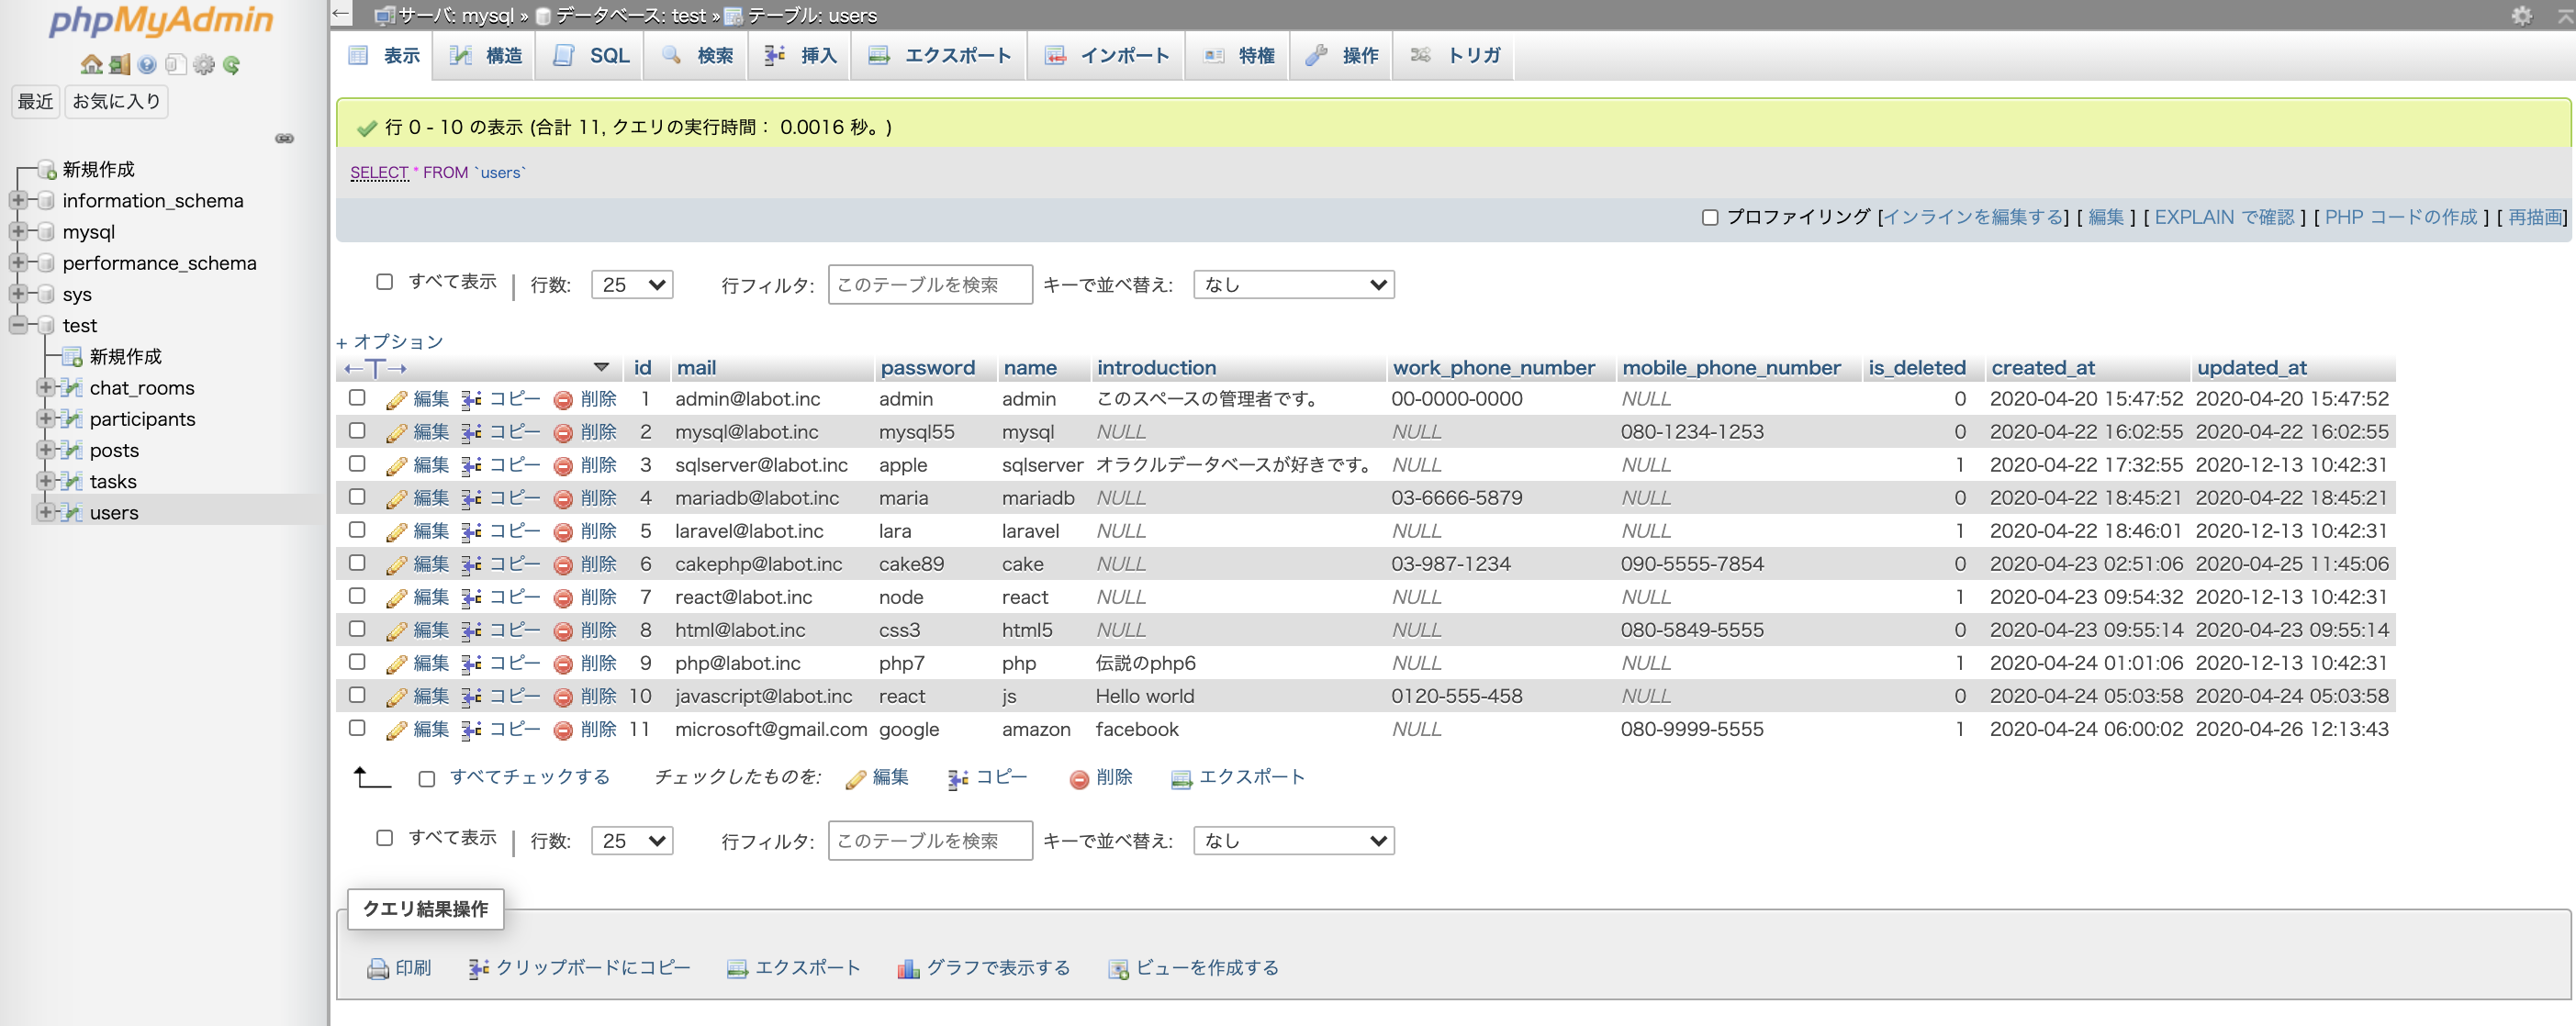 phpMyAdmin
最近 お気に入り
新規作成
information_schema
mysql
performance_schema
sys
test
新規作成
chat_rooms
participants
posts
tasks
users
サーバ: mysql » データベース: test » テーブル: users
表示 構造 SQL 検索 挿入 エクスポート インポート 特権 操作 トリガ
行 0 - 10 の表示 (合計 11, クエリの実行時間： 0.0016 秒。)
SELECT * FROM `users`
プロファイリング [インラインを編集する] [ 編集 ] [ EXPLAIN で確認 ] [ PHP コードの作成 ] [ 再描画]
すべて表示 | 行数: 25 行フィルタ: このテーブルを検索 キーで並べ替え: なし
+ オプション
←T→ id mail password name introduction work_phone_number mobile_phone_number is_deleted created_at updated_at
編集 コピー 削除 1 admin@labot.inc admin admin このスペースの管理者です。 00-0000-0000 NULL 0 2020-04-20 15:47:52 2020-04-20 15:47:52
編集 コピー 削除 2 mysql@labot.inc mysql55 mysql NULL NULL 080-1234-1253 0 2020-04-22 16:02:55 2020-04-22 16:02:55
編集 コピー 削除 3 sqlserver@labot.inc apple sqlserver オラクルデータベースが好きです。 NULL NULL 1 2020-04-22 17:32:55 2020-12-13 10:42:31
編集 コピー 削除 4 mariadb@labot.inc maria mariadb NULL 03-6666-5879 NULL 0 2020-04-22 18:45:21 2020-04-22 18:45:21
編集 コピー 削除 5 laravel@labot.inc lara laravel NULL NULL NULL 1 2020-04-22 18:46:01 2020-12-13 10:42:31
編集 コピー 削除 6 cakephp@labot.inc cake89 cake NULL 03-987-1234 090-5555-7854 0 2020-04-23 02:51:06 2020-04-25 11:45:06
編集 コピー 削除 7 react@labot.inc node react NULL NULL NULL 1 2020-04-23 09:54:32 2020-12-13 10:42:31
編集 コピー 削除 8 html@labot.inc css3 html5 NULL NULL 080-5849-5555 0 2020-04-23 09:55:14 2020-04-23 09:55:14
編集 コピー 削除 9 php@labot.inc php7 php 伝説のphp6 NULL NULL 1 2020-04-24 01:01:06 2020-12-13 10:42:31
編集 コピー 削除 10 javascript@labot.inc react js Hello world 0120-555-458 NULL 0 2020-04-24 05:03:58 2020-04-24 05:03:58
編集 コピー 削除 11 microsoft@gmail.com google amazon facebook NULL 080-9999-5555 1 2020-04-24 06:00:02 2020-04-26 12:13:43
すべてチェックする チェックしたものを: 編集 コピー 削除 エクスポート
すべて表示 | 行数: 25 行フィルタ: このテーブルを検索 キーで並べ替え: なし
クエリ結果操作
印刷 クリップボードにコピー エクスポート グラフで表示する ビューを作成する